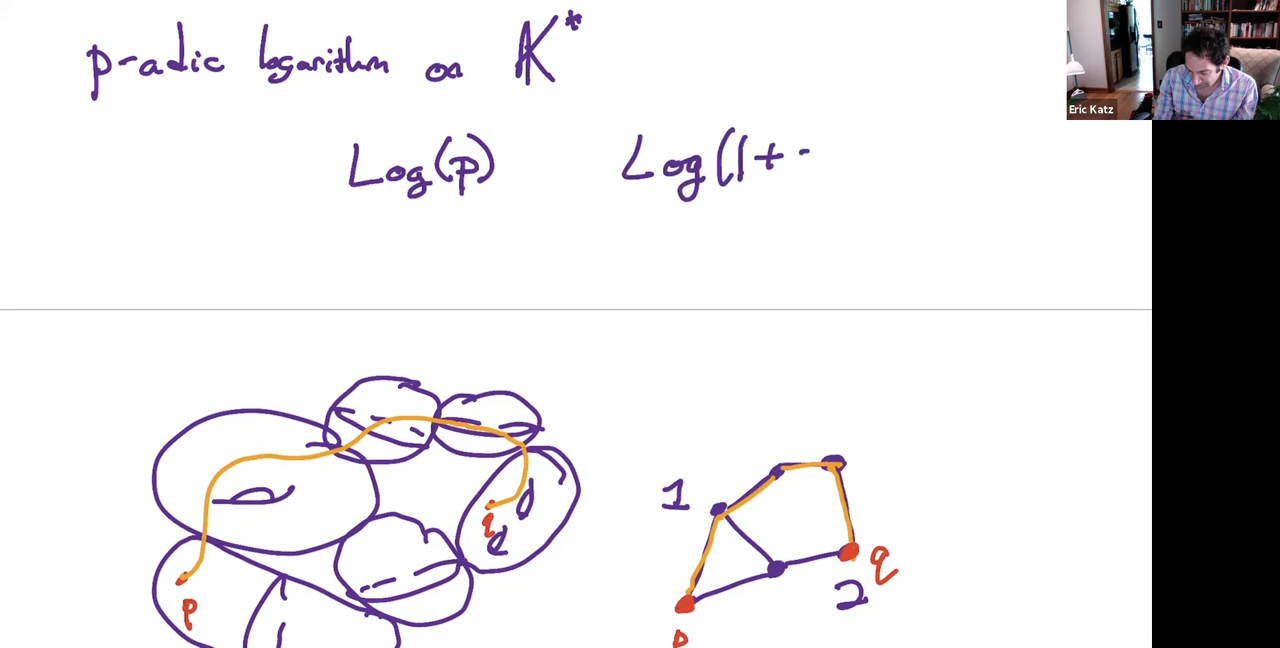 p-adic logarithm on K*
Eric Katz
Log(p) Log(1+
1
q
q
2
p
p